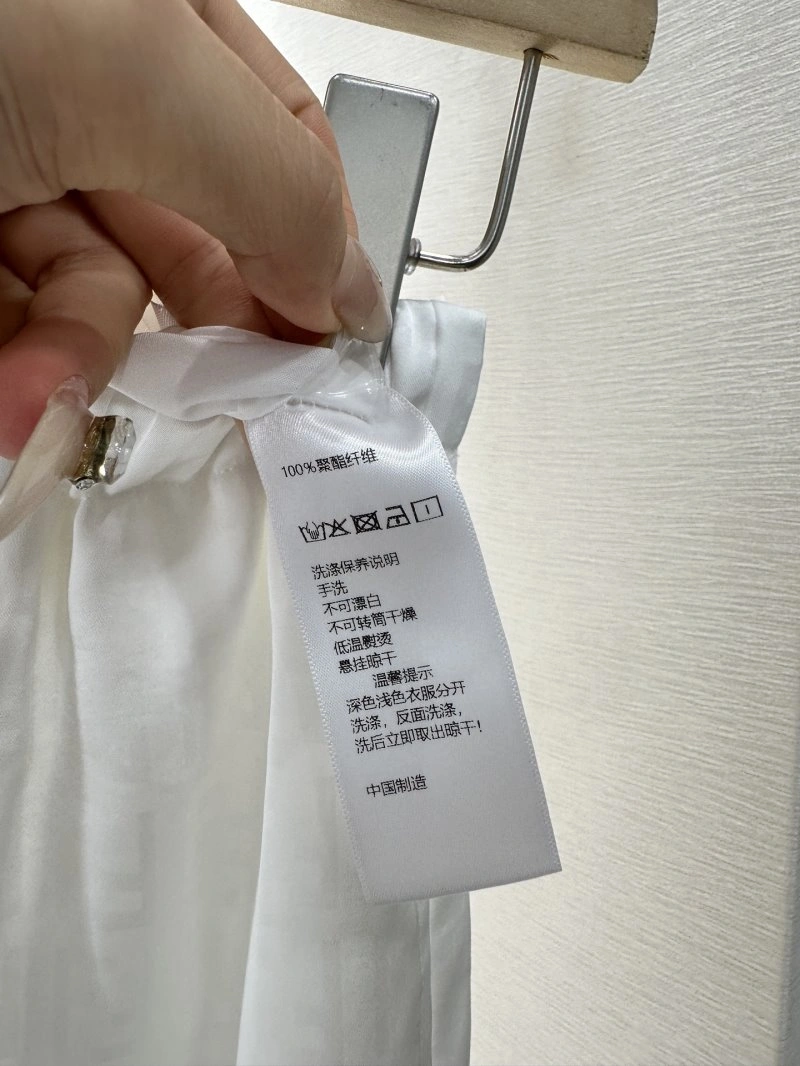 100%聚酯纤维
洗涤保养说明
手洗
不可漂白
不可转筒干燥
低温熨烫
悬挂晾干
温馨提示
深色浅色衣服分开
洗涤，反面洗涤，
洗后立即取出晾干！
中国制造